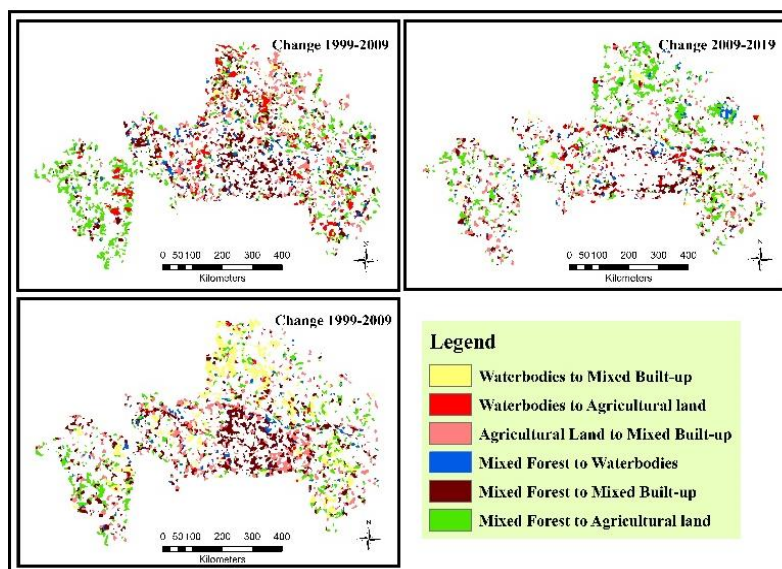 Change 1999-2009
0 50100 200 300 400
Kilometers
N
Change 2009-2019
0 50100 200 300 400
Kilometers
N
Change 1999-2009
0 50100 200 300 400
Kilometers
N
Legend
Waterbodies to Mixed Built-up
Waterbodies to Agricultural land
Agricultural Land to Mixed Built-up
Mixed Forest to Waterbodies
Mixed Forest to Mixed Built-up
Mixed Forest to Agricultural land